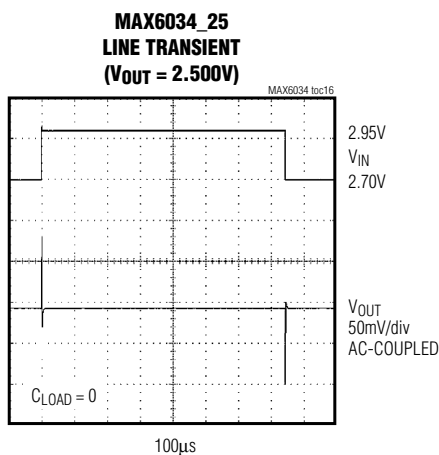 MAX6034_25
LINE TRANSIENT
(VOUT = 2.500V)
MAX6034 toc16
2.95V
VIN
2.70V
VOUT
50mV/div
AC-COUPLED
CLOAD = 0
100μs